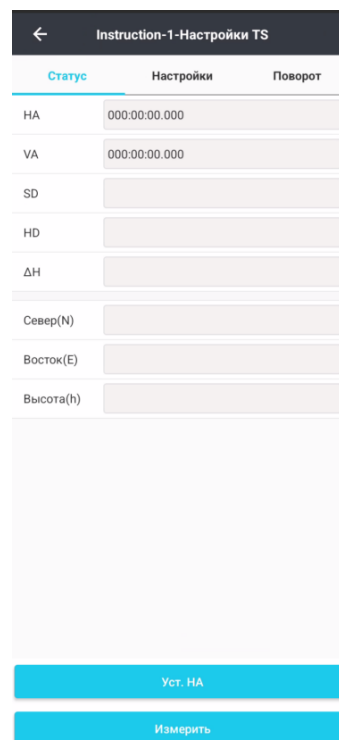 Instruction-1-Настройки TS
Статус Настройки Поворот
HA 000:00:00.000
VA 000:00:00.000
SD
HD
ΔH
Север(N)
Восток(E)
Высота(h)
Уст. HA
Измерить